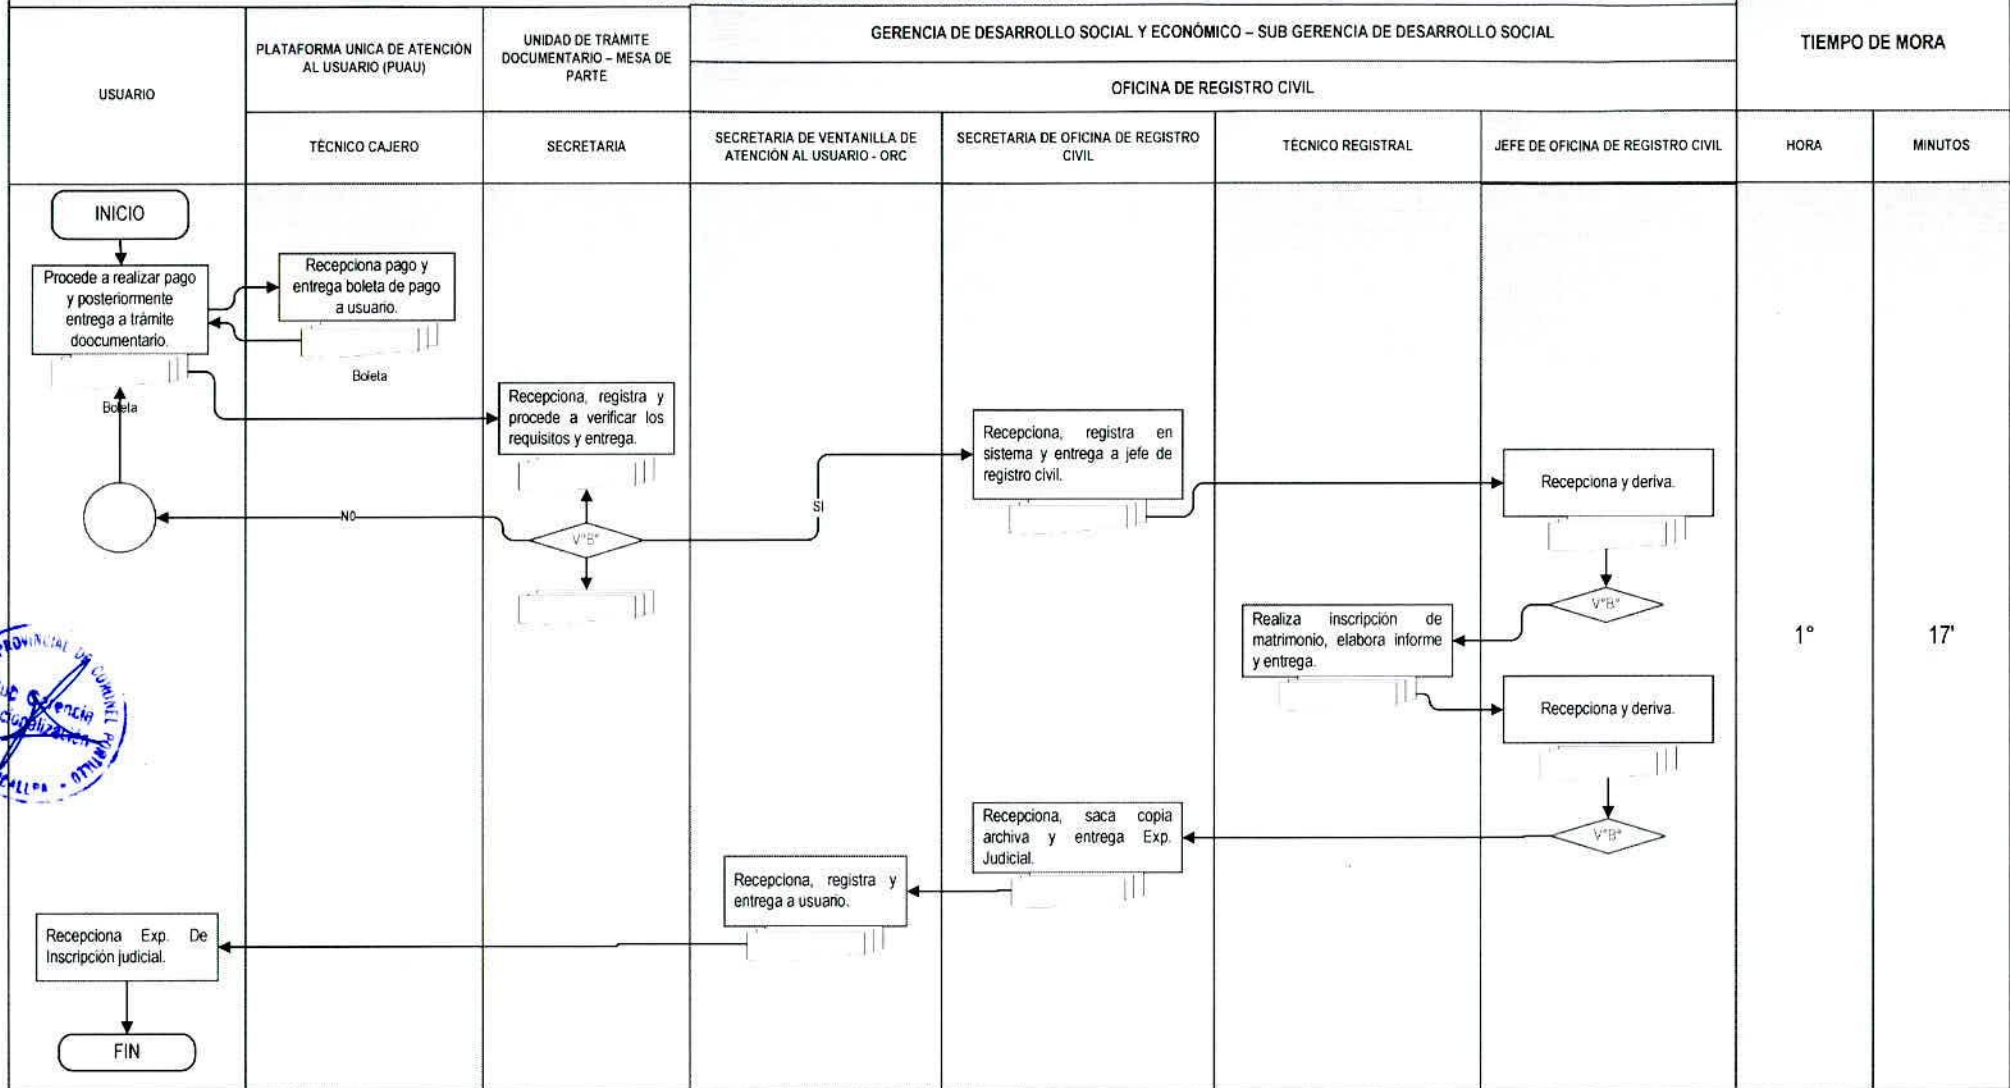 USUARIO
PLATAFORMA UNICA DE ATENCIÓN
AL USUARIO (PUAU)
UNIDAD DE TRÁMITE
DOCUMENTARIO – MESA DE
PARTE
GERENCIA DE DESARROLLO SOCIAL Y ECONÓMICO – SUB GERENCIA DE DESARROLLO SOCIAL
OFICINA DE REGISTRO CIVIL
TIEMPO DE MORA
TÉCNICO CAJERO
SECRETARIA
SECRETARIA DE VENTANILLA DE
ATENCIÓN AL USUARIO - ORC
SECRETARIA DE OFICINA DE REGISTRO
CIVIL
TÉCNICO REGISTRAL
JEFE DE OFICINA DE REGISTRO CIVIL
HORA
MINUTOS
INICIO
Procede a realizar pago
y posteriormente
entrega a trámite
doocumentario.
Boleta
Recepciona pago y
entrega boleta de pago
a usuario.
Boleta
Recepciona, registra y
procede a verificar los
requisitos y entrega.
V°B°
NO
SI
Recepciona, registra en
sistema y entrega a jefe de
registro civil.
Recepciona y deriva.
V°B°
Realiza inscripción de
matrimonio, elabora informe
y entrega.
Recepciona y deriva.
V°B°
Recepciona, saca copia
archiva y entrega Exp.
Judicial.
Recepciona, registra y
entrega a usuario.
Recepciona Exp. De
Inscripción judicial.
FIN
1°
17'
PROVINCIAL DE CORONEL PORTILLO
Gerencia